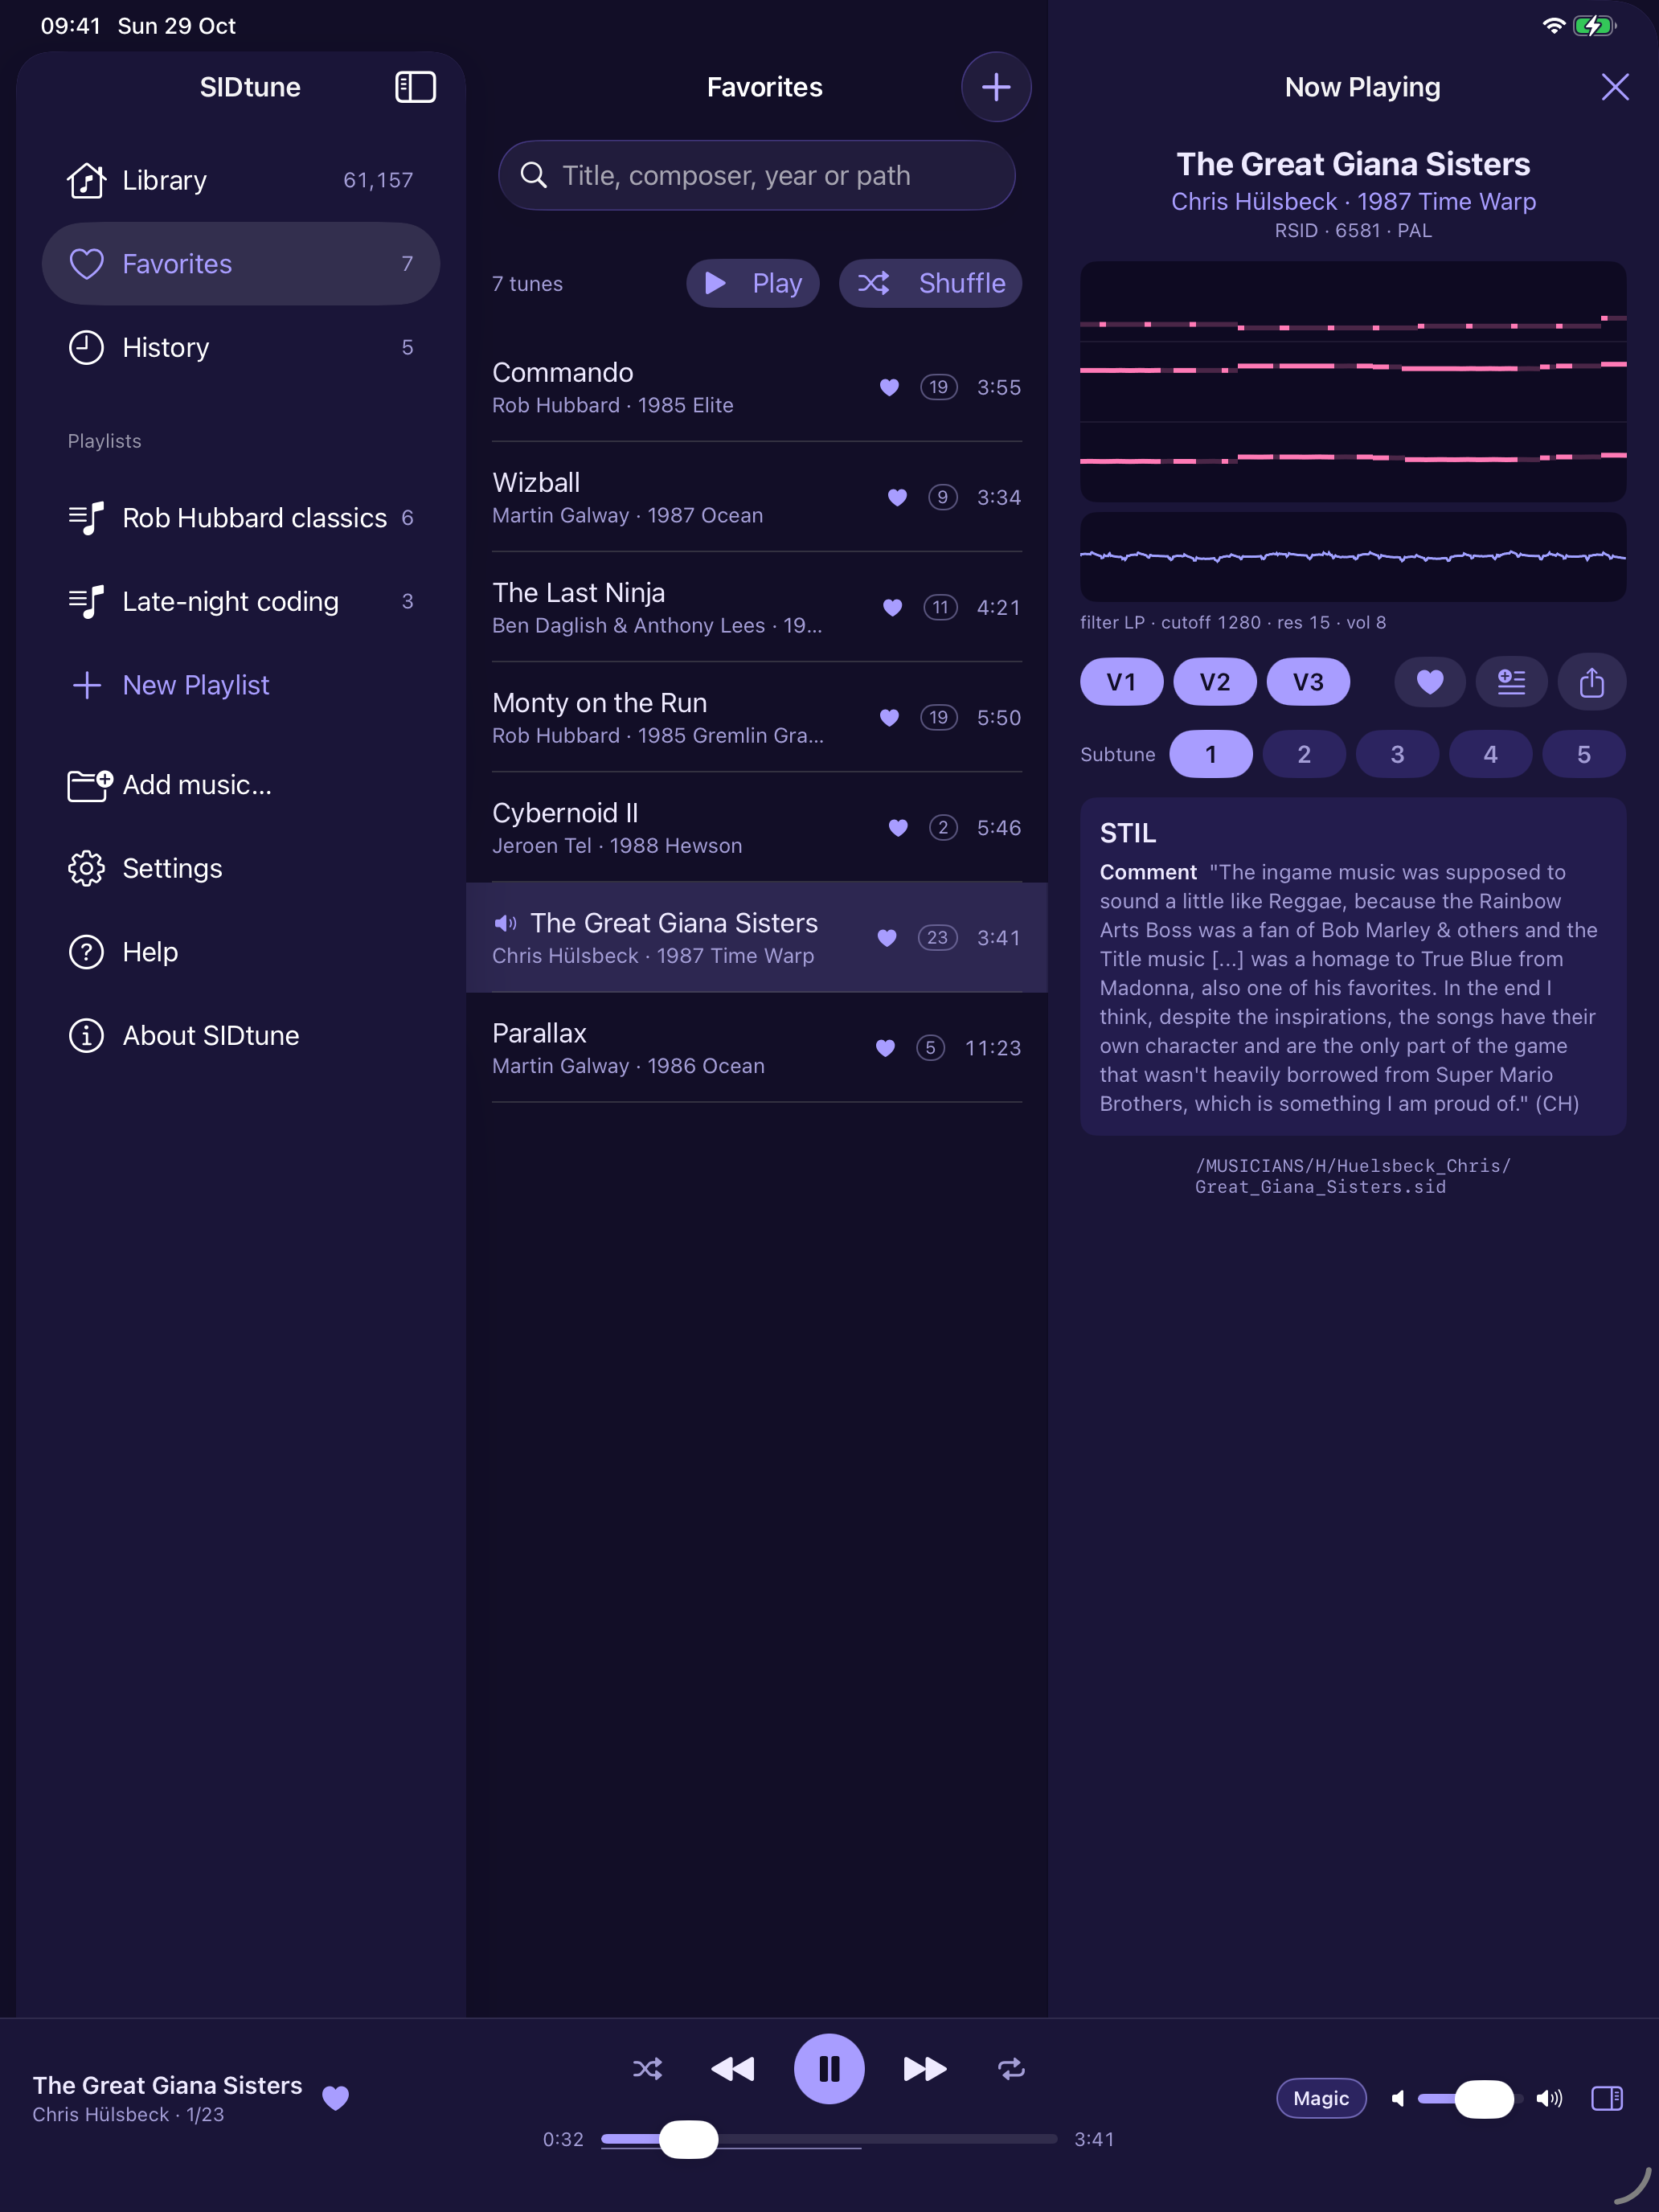 09:41 Sun 29 Oct
SIDtune
Library 61,157
Favorites 7
History 5
Playlists
Rob Hubbard classics 6
Late-night coding 3
New Playlist
Add music...
Settings
Help
About SIDtune
Favorites
Title, composer, year or path
7 tunes Play Shuffle
Commando 19 3:55
Rob Hubbard · 1985 Elite
Wizball 9 3:34
Martin Galway · 1987 Ocean
The Last Ninja 11 4:21
Ben Daglish & Anthony Lees · 19...
Monty on the Run 19 5:50
Rob Hubbard · 1985 Gremlin Gra...
Cybernoid II 2 5:46
Jeroen Tel · 1988 Hewson
The Great Giana Sisters 23 3:41
Chris Hülsbeck · 1987 Time Warp
Parallax 5 11:23
Martin Galway · 1986 Ocean
Now Playing
The Great Giana Sisters
Chris Hülsbeck · 1987 Time Warp
RSID · 6581 · PAL
filter LP · cutoff 1280 · res 15 · vol 8
V1 V2 V3
Subtune 1 2 3 4 5
STIL
Comment "The ingame music was supposed to
sound a little like Reggae, because the Rainbow
Arts Boss was a fan of Bob Marley & others and the
Title music [...] was a homage to True Blue from
Madonna, also one of his favorites. In the end I
think, despite the inspirations, the songs have their
own character and are the only part of the game
that wasn't heavily borrowed from Super Mario
Brothers, which is something I am proud of." (CH)
/MUSICIANS/H/Huelsbeck_Chris/
Great_Giana_Sisters.sid
The Great Giana Sisters
Chris Hülsbeck · 1/23
0:32 3:41
Magic